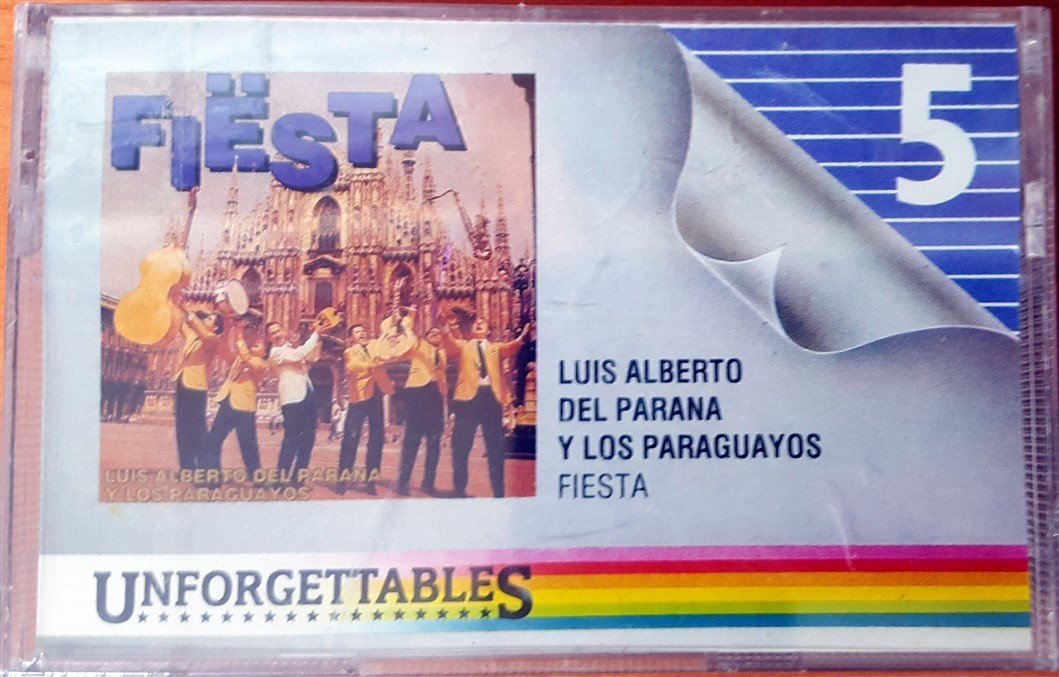 FIËSTA
LUIS ALBERTO DEL PARANA
Y LOS PARAGUAYOS
5
LUIS ALBERTO
DEL PARANA
Y LOS PARAGUAYOS
FIESTA
UNFORGETTABLES